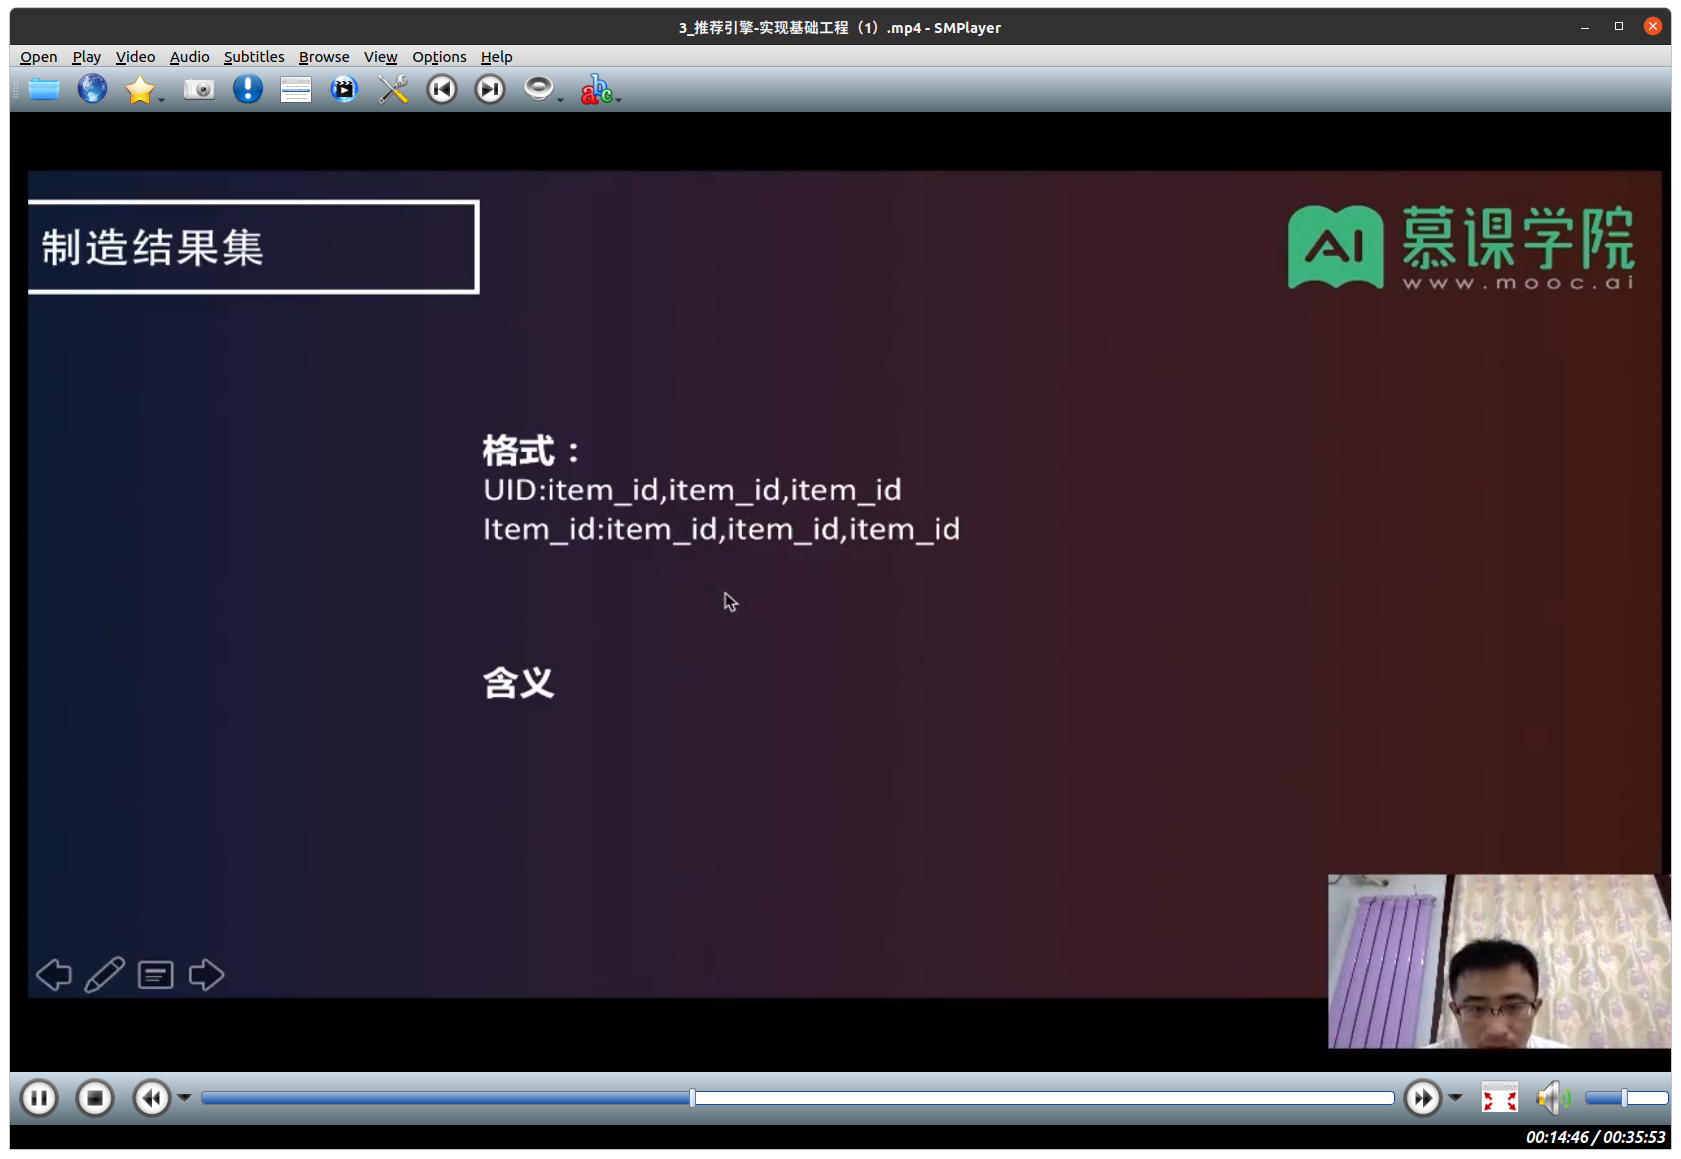 3_推荐引擎-实现基础工程（1）.mp4 - SMPlayer
Open Play Video Audio Subtitles Browse View Options Help
abc
制造结果集
AI 慕课学院
www.mooc.ai
格式：
UID:item_id,item_id,item_id
Item_id:item_id,item_id,item_id
含义
00:14:46 / 00:35:53